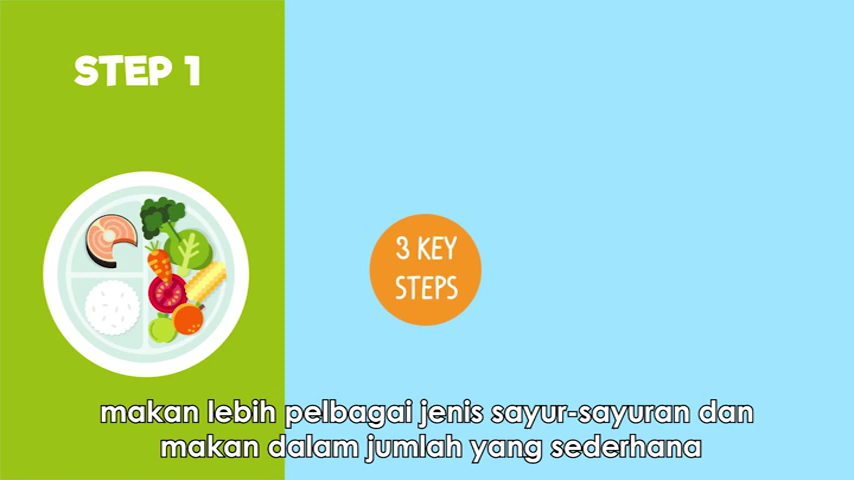 STEP 1
3 KEY
STEPS
makan lebih pelbagai jenis sayur-sayuran dan
makan dalam jumlah yang sederhana